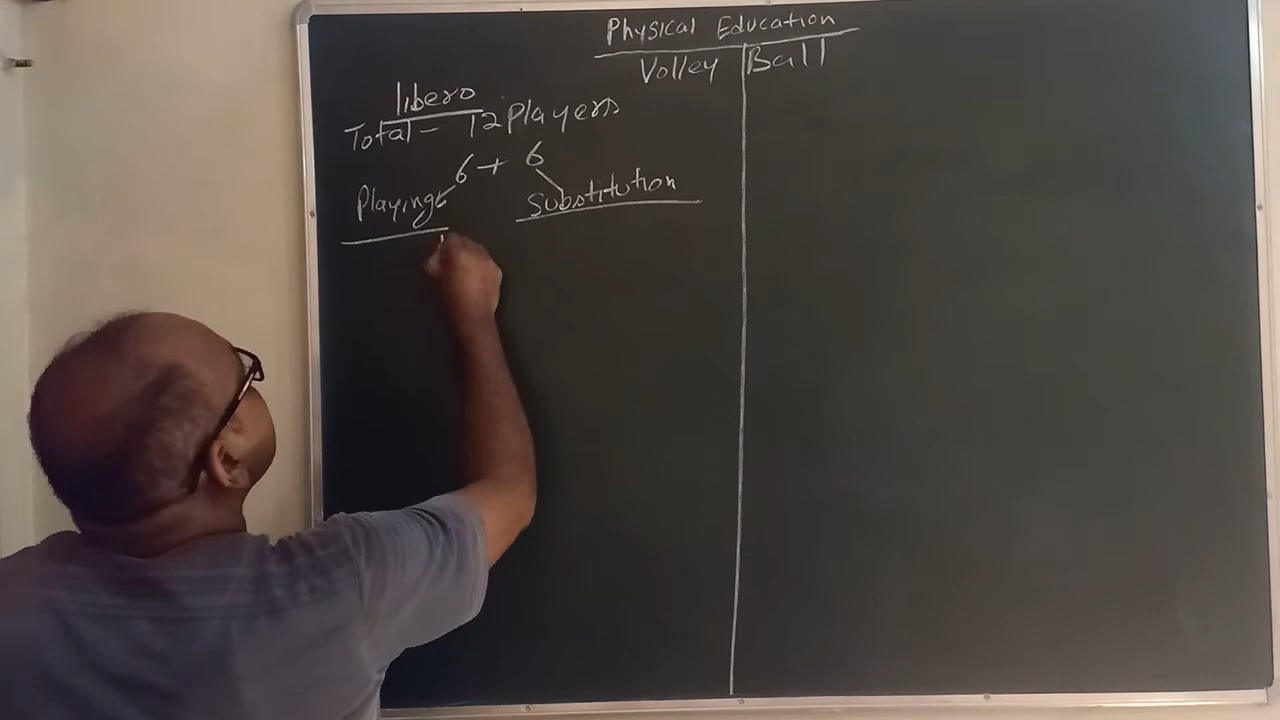 Physical Education
Volley Ball
libero
Total - 12 Players
6 + 6
Playing Substitution